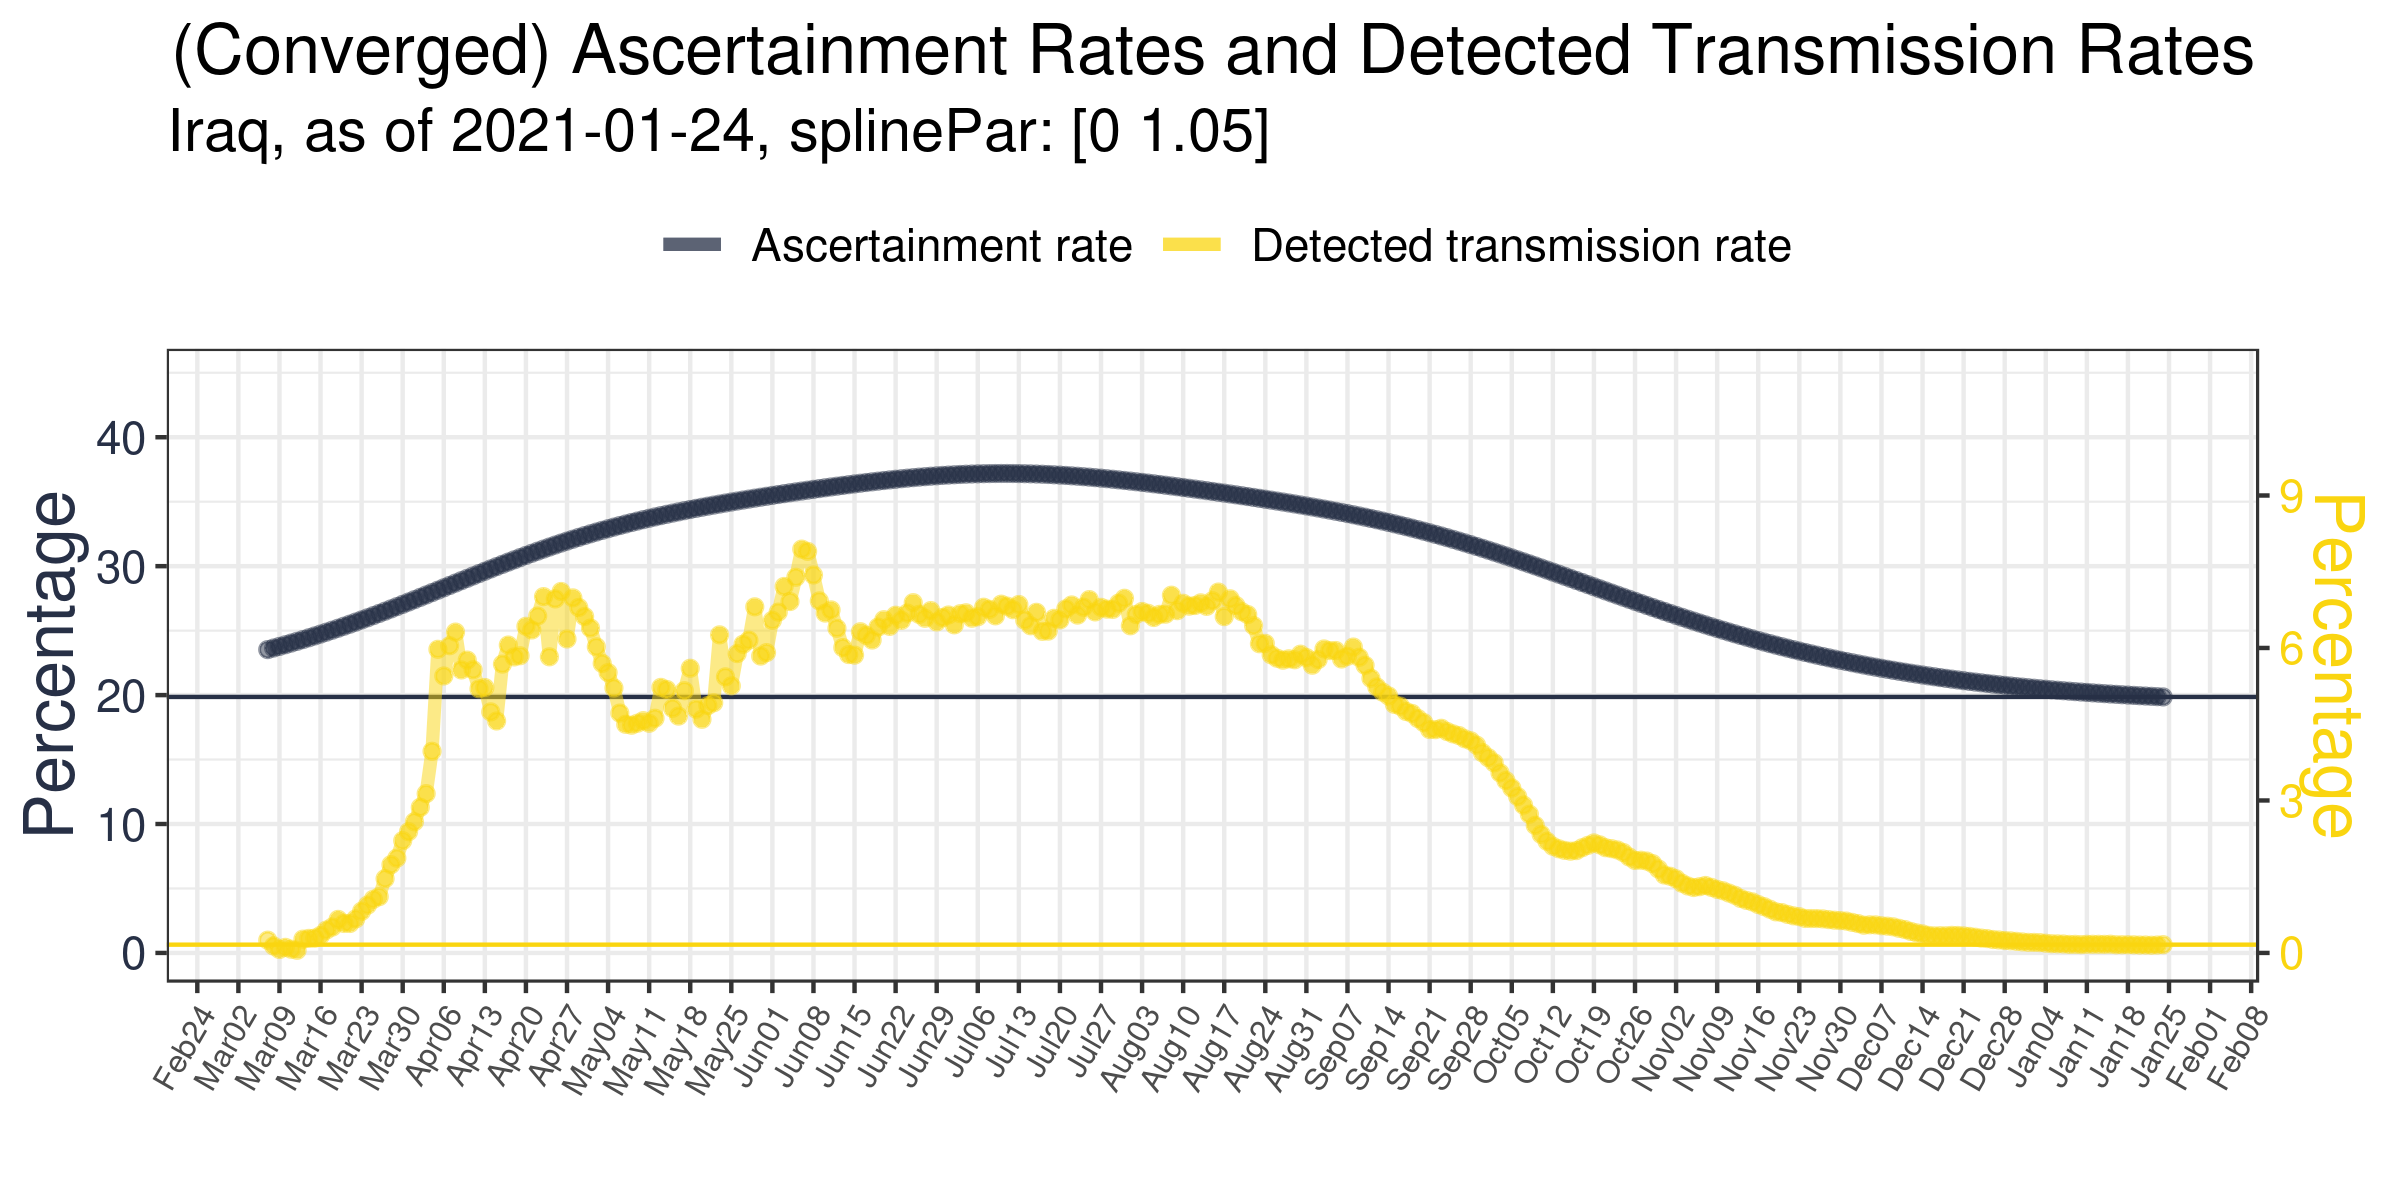 (Converged) Ascertainment Rates and Detected Transmission Rates
Iraq, as of 2021-01-24, splinePar: [0 1.05]
Ascertainment rate
Detected transmission rate
Percentage
40
30
20
10
0
9
6
3
0
Percentage
Feb24
Mar02
Mar09
Mar16
Mar23
Mar30
Apr06
Apr13
Apr20
Apr27
May04
May11
May18
May25
Jun01
Jun08
Jun15
Jun22
Jun29
Jul06
Jul13
Jul20
Jul27
Aug03
Aug10
Aug17
Aug24
Aug31
Sep07
Sep14
Sep21
Sep28
Oct05
Oct12
Oct19
Oct26
Nov02
Nov09
Nov16
Nov23
Nov30
Dec07
Dec14
Dec21
Dec28
Jan04
Jan11
Jan18
Jan25
Feb01
Feb08